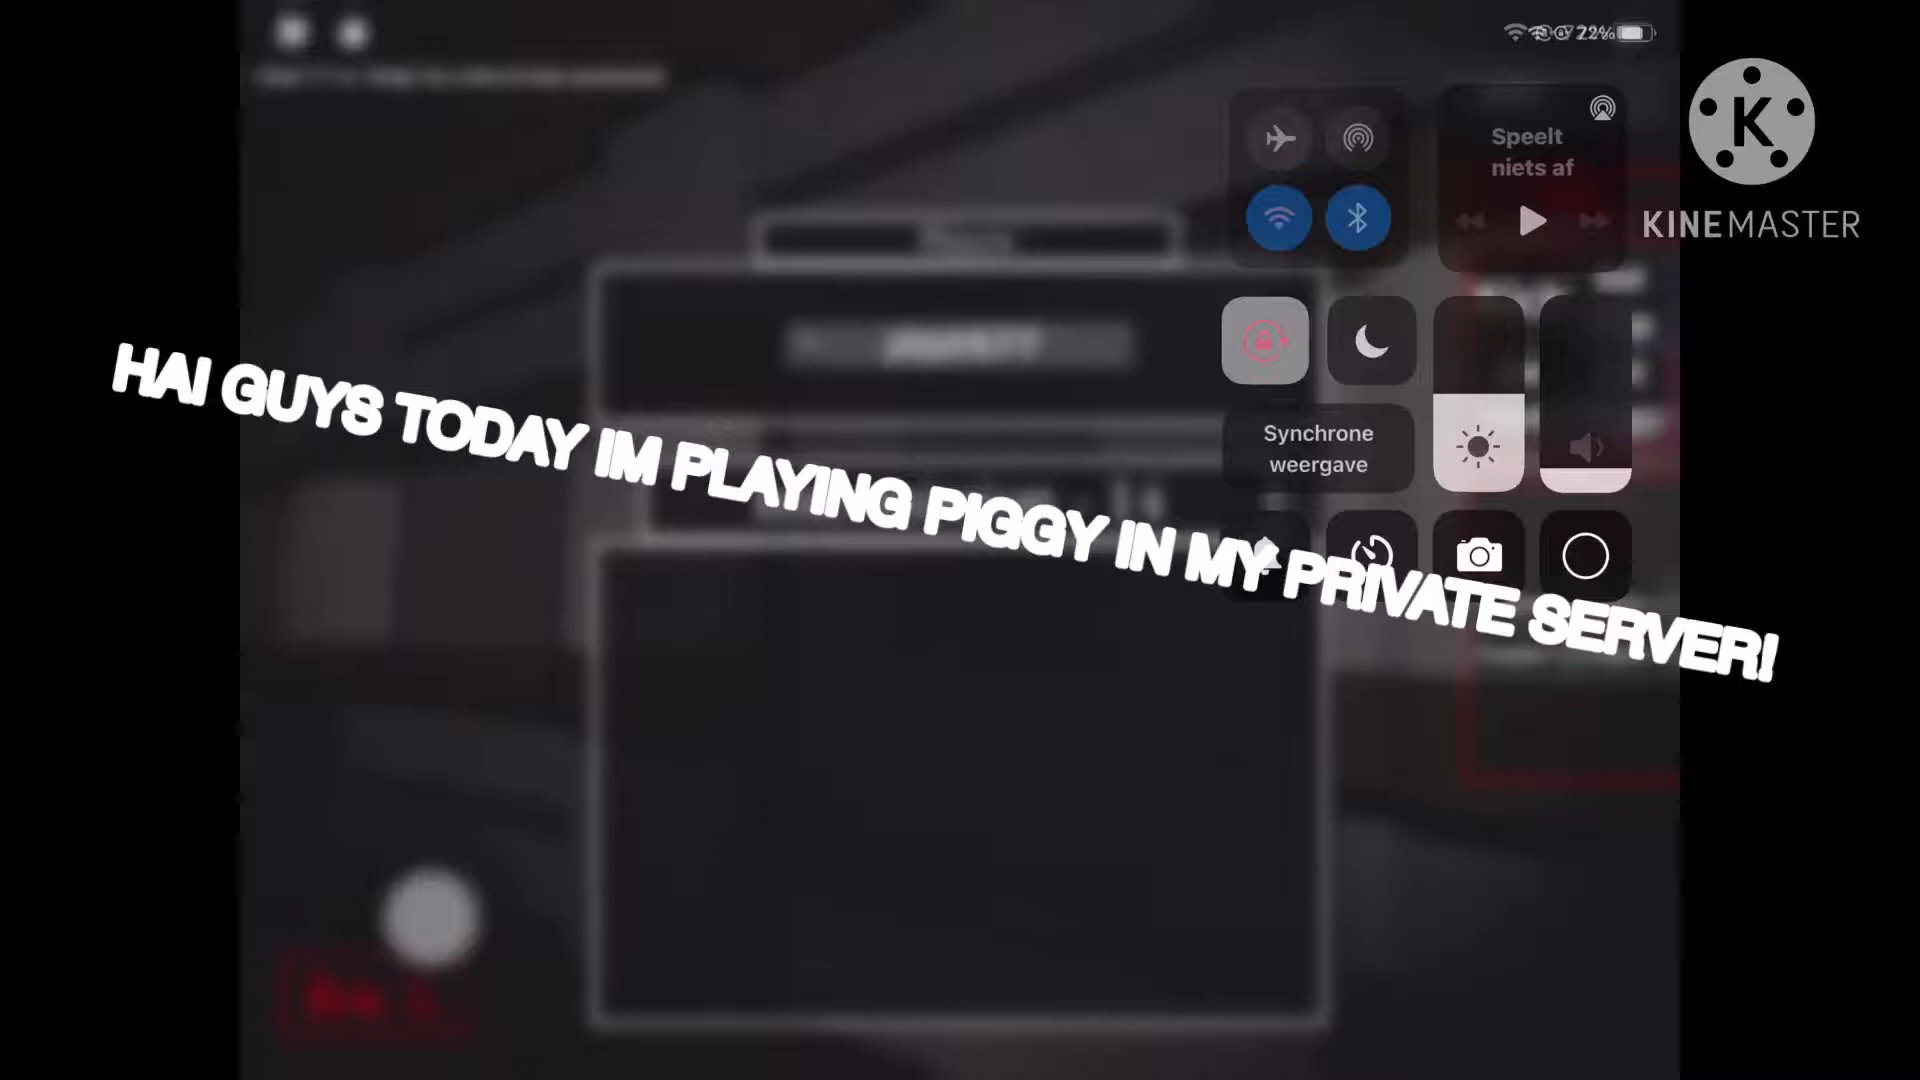 22%
KINEMASTER
Speelt
niets af
HAI GUYS TODAY IM PLAYING PIGGY IN MY PRIVATE SERVER!
Synchrone
weergave